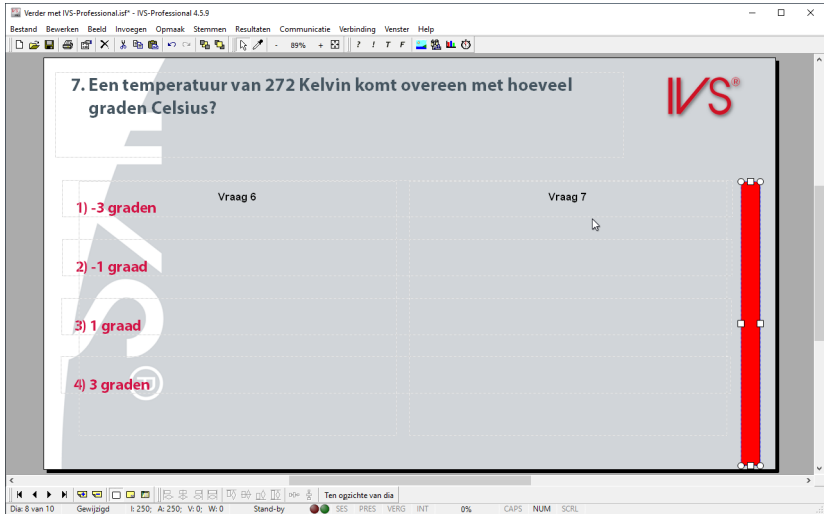 Verder met IVS-Professional.isf* - IVS-Professional 4.5.9
Bestand Bewerken Beeld Invoegen Opmaak Stemmen Resultaten Communicatie Verbinding Venster Help
- 89% + ? ! T F
7. Een temperatuur van 272 Kelvin komt overeen met hoeveel
graden Celsius?
IVS®
Vraag 6 Vraag 7
1) -3 graden
2) -1 graad
3) 1 graad
4) 3 graden
VS®
Ten opzichte van dia
Dia: 8 van 10 Gewijzigd I: 250; A: 250; V: 0; W: 0 Stand-by SES PRES VERG INT 0% CAPS NUM SCRL